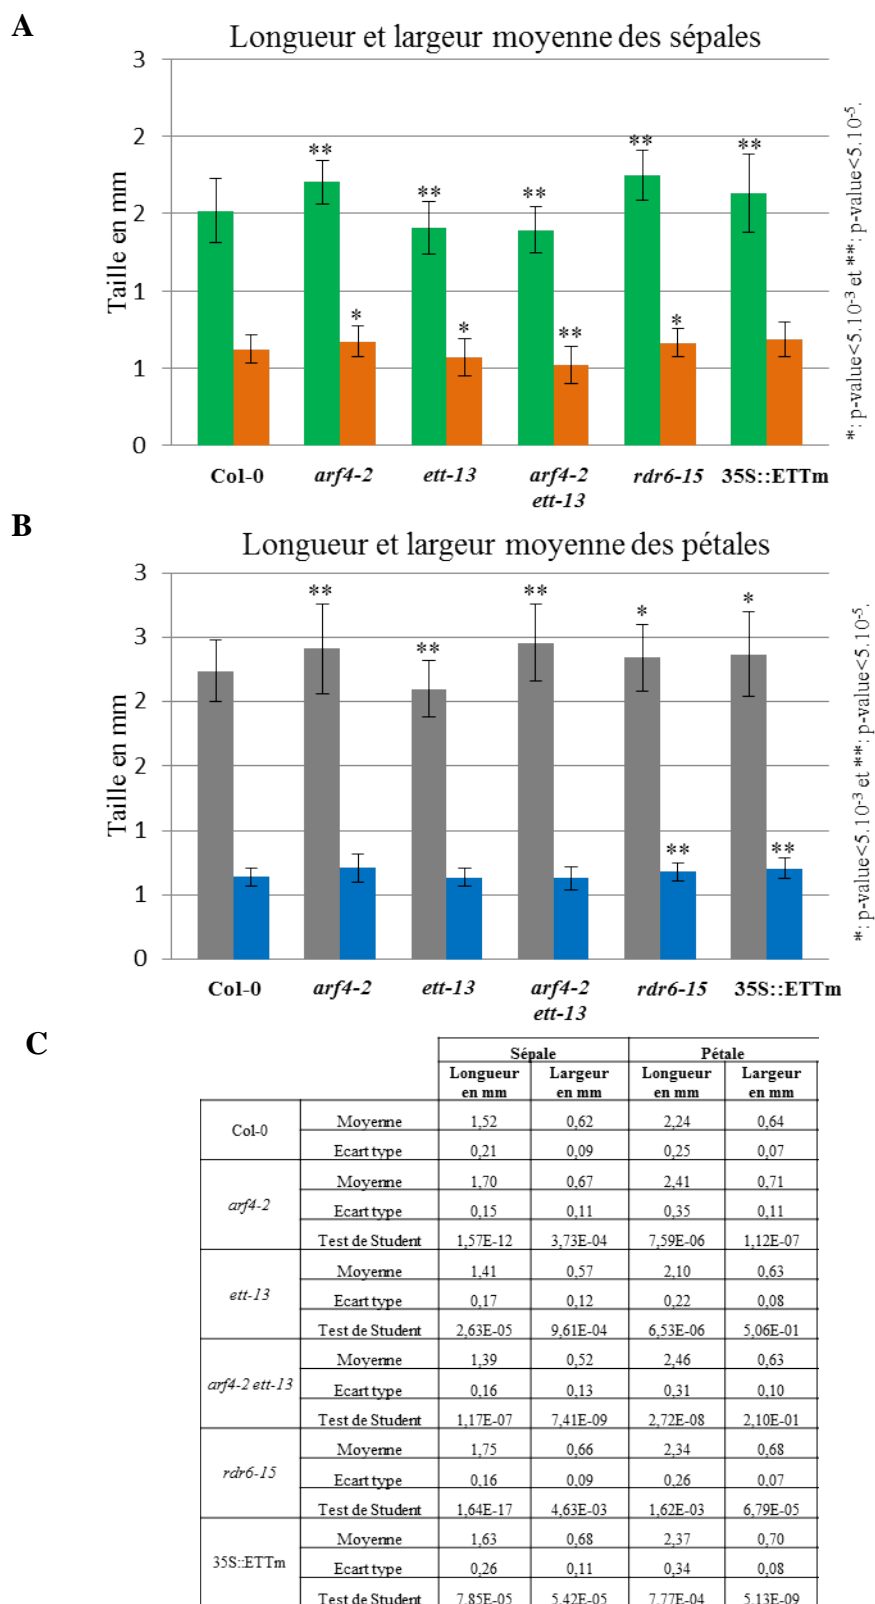 A
Longueur et largeur moyenne des sépales
3
2
2
1
1
0
Taille en mm
** ** ** ** **
* * ** *
Col-0 arf4-2 ett-13 arf4-2 ett-13 rdr6-15 35S::ETTm
*: p-value<5.10-3 et **: p-value<5.10-5.
B
Longueur et largeur moyenne des pétales
3
3
2
2
1
1
0
Taille en mm
** ** ** * *
** **
Col-0 arf4-2 ett-13 arf4-2 ett-13 rdr6-15 35S::ETTm
*: p-value<5.10-3 et **: p-value<5.10-5.
C
Sépale Pétale
Longueur en mm Largeur en mm Longueur en mm Largeur en mm
Col-0 Moyenne 1,52 0,62 2,24 0,64
Ecart type 0,21 0,09 0,25 0,07
arf4-2 Moyenne 1,70 0,67 2,41 0,71
Ecart type 0,15 0,11 0,35 0,11
Test de Student 1,57E-12 3,73E-04 7,59E-06 1,12E-07
ett-13 Moyenne 1,41 0,57 2,10 0,63
Ecart type 0,17 0,12 0,22 0,08
Test de Student 2,63E-05 9,61E-04 6,53E-06 5,06E-01
arf4-2 ett-13 Moyenne 1,39 0,52 2,46 0,63
Ecart type 0,16 0,13 0,31 0,10
Test de Student 1,17E-07 7,41E-09 2,72E-08 2,10E-01
rdr6-15 Moyenne 1,75 0,66 2,34 0,68
Ecart type 0,16 0,09 0,26 0,07
Test de Student 1,64E-17 4,63E-03 1,62E-03 6,79E-05
35S::ETTm Moyenne 1,63 0,68 2,37 0,70
Ecart type 0,26 0,11 0,34 0,08
Test de Student 7,85E-05 5,42E-05 7,77E-04 5,13E-09